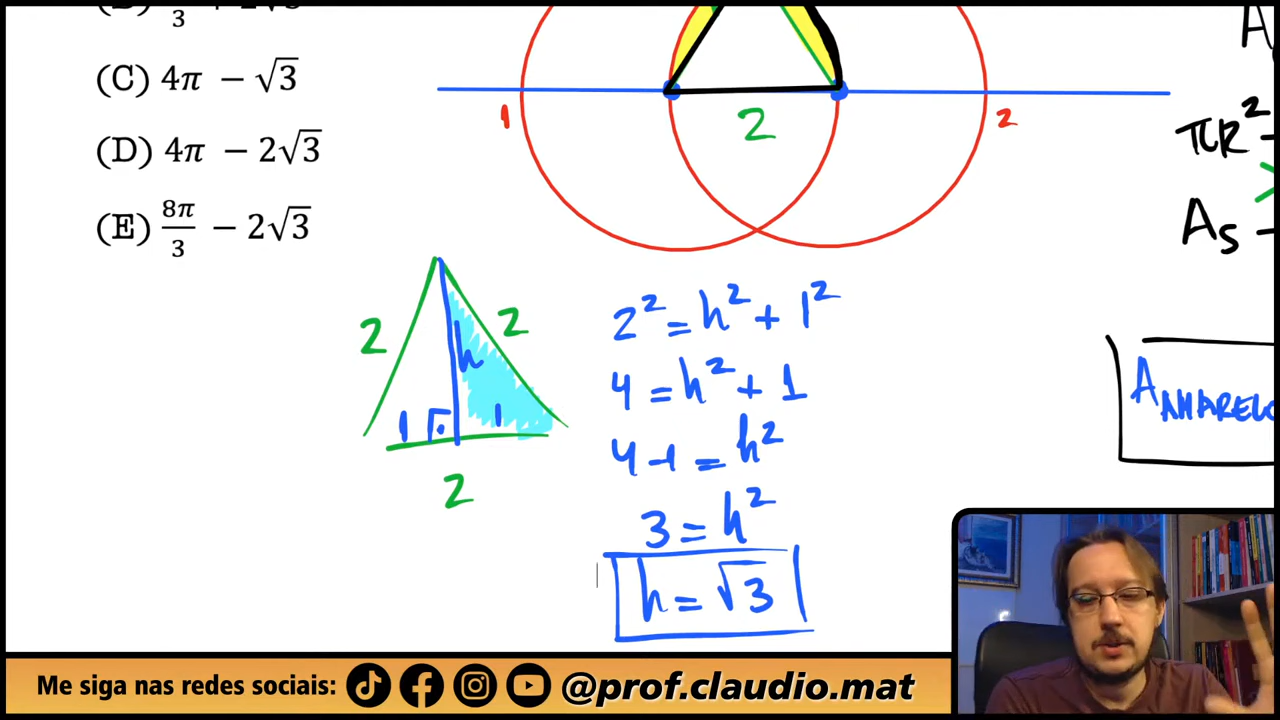 (C) 4π − √3
(D) 4π − 2√3
(E) 8π/3 − 2√3
1
2
2
A
πR²
A_S
2
2
h
1
1
2
2² = h² + 1²
4 = h² + 1
4-1 = h²
3 = h²
h = √3
Me siga nas redes sociais:
@prof.claudio.mat